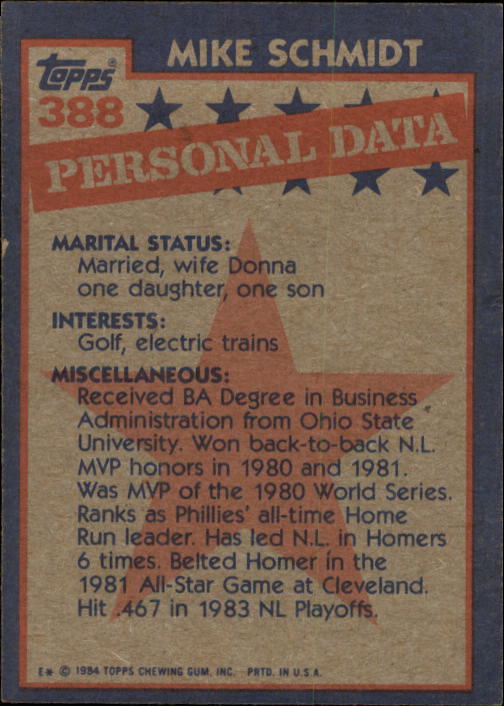 MIKE SCHMIDT
TOPPS®
388
PERSONAL DATA
MARITAL STATUS:
Married, wife Donna
one daughter, one son
INTERESTS:
Golf, electric trains
MISCELLANEOUS:
Received BA Degree in Business
Administration from Ohio State
University. Won back-to-back N.L.
MVP honors in 1980 and 1981.
Was MVP of the 1980 World Series.
Ranks as Phillies' all-time Home
Run leader. Has led N.L. in Homers
6 times. Belted Homer in the
1981 All-Star Game at Cleveland.
Hit .467 in 1983 NL Playoffs.
E* © 1984 TOPPS CHEWING GUM, INC. PRTD. IN U.S.A.